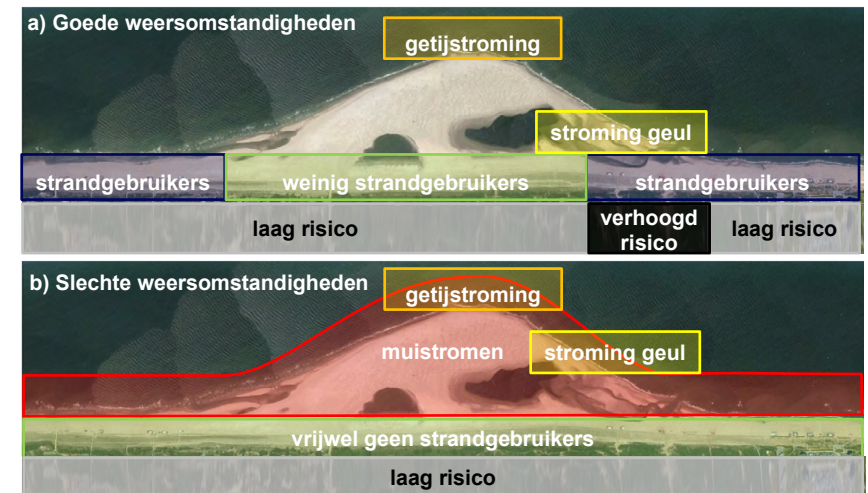 a) Goede weersomstandigheden
getijstroming
stroming geul
strandgebruikers
weinig strandgebruikers
strandgebruikers
laag risico
verhoogd
risico
laag risico
b) Slechte weersomstandigheden
getijstroming
muistromen
stroming geul
vrijwel geen strandgebruikers
laag risico